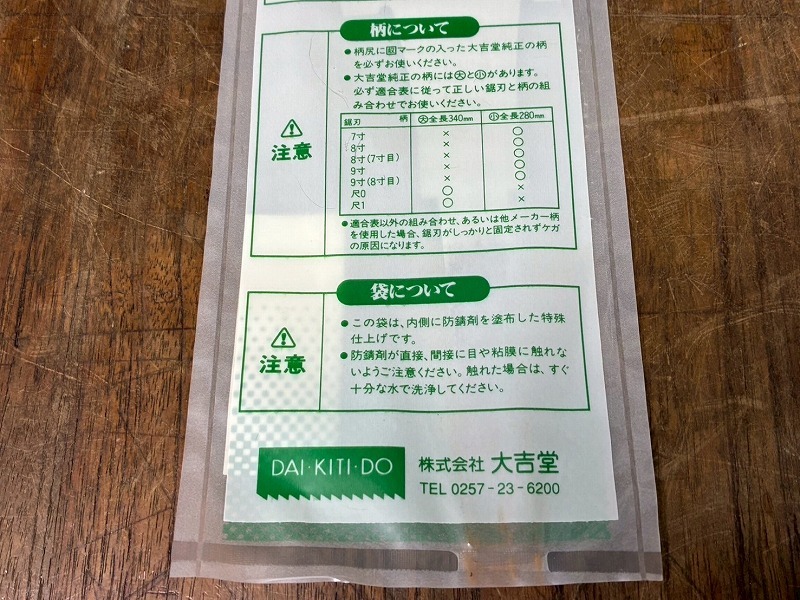 柄について
●柄尻に マークの入った大吉堂純正の柄
を必ずお使いください。
●大吉堂純正の柄には㊅と㊛があります。
必ず適合表に従って正しい鋸刃と柄の組
み合わせでお使いください。
注意
鋸刃 柄 大全長340mm 小全長280mm
7寸 × ○
8寸 × ○
8寸(7寸目) × ○
9寸 × ○
9寸(8寸目) × ○
尺0 ○ ×
尺1 ○ ×
●適合表以外の組み合わせ、あるいは他メーカー柄
を使用した場合、鋸刃がしっかりと固定されずケガ
の原因になります。
袋について
注意
●この袋は、内側に防錆剤を塗布した特殊
仕上げです。
●防錆剤が直接、間接に目や粘膜に触れな
いようご注意ください。触れた場合は、すぐ
十分な水で洗浄してください。
DAI・KITI・DO
株式会社 大吉堂
TEL 0257-23-6200